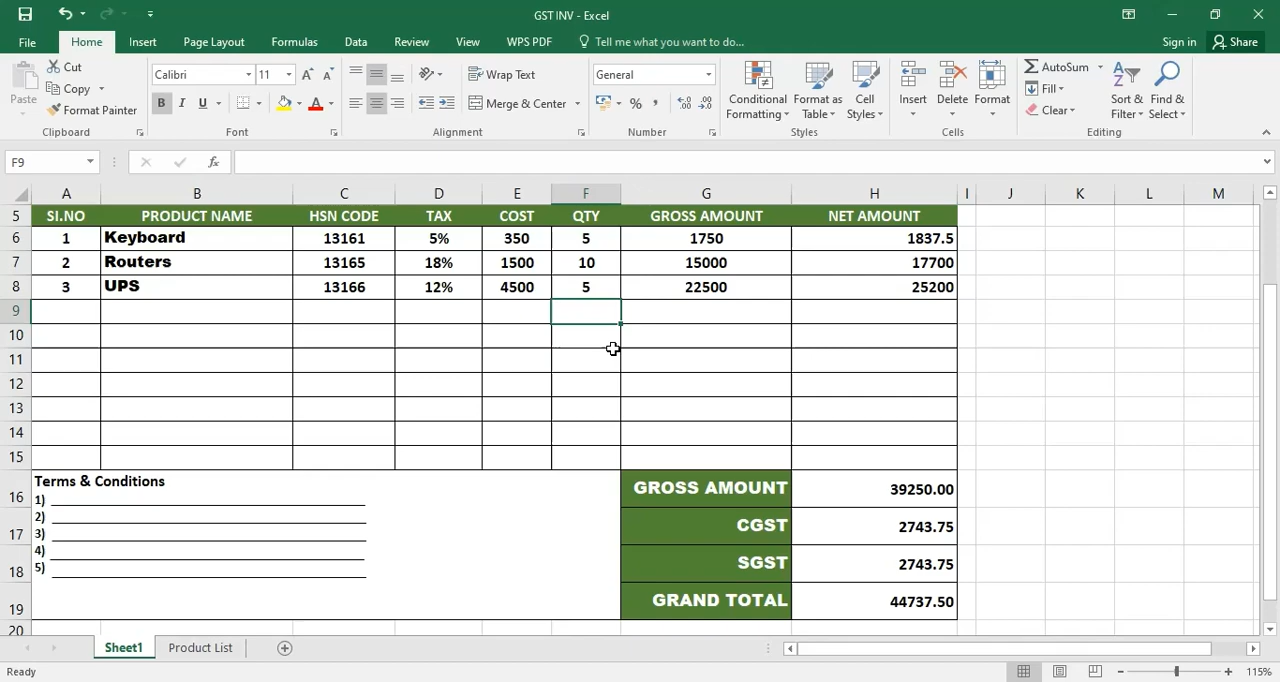 GST INV - Excel
File Home Insert Page Layout Formulas Data Review View WPS PDF Tell me what you want to do... Sign in Share
Paste Cut Copy Format Painter Clipboard
Calibri 11 A A B I U A Font
Wrap Text Merge & Center Alignment
General % , Number
Conditional Formatting Format as Table Cell Styles Styles
Insert Delete Format Cells
AutoSum Fill Clear Sort & Filter Find & Select Editing
F9 fx
A B C D E F G H I J K L M
5 SI.NO PRODUCT NAME HSN CODE TAX COST QTY GROSS AMOUNT NET AMOUNT
6 1 Keyboard 13161 5% 350 5 1750 1837.5
7 2 Routers 13165 18% 1500 10 15000 17700
8 3 UPS 13166 12% 4500 5 22500 25200
9
10
11
12
13
14
15
Terms & Conditions
16 1) GROSS AMOUNT 39250.00
2)
17 3) CGST 2743.75
4)
18 5) SGST 2743.75
19 GRAND TOTAL 44737.50
20
Sheet1 Product List
Ready 115%